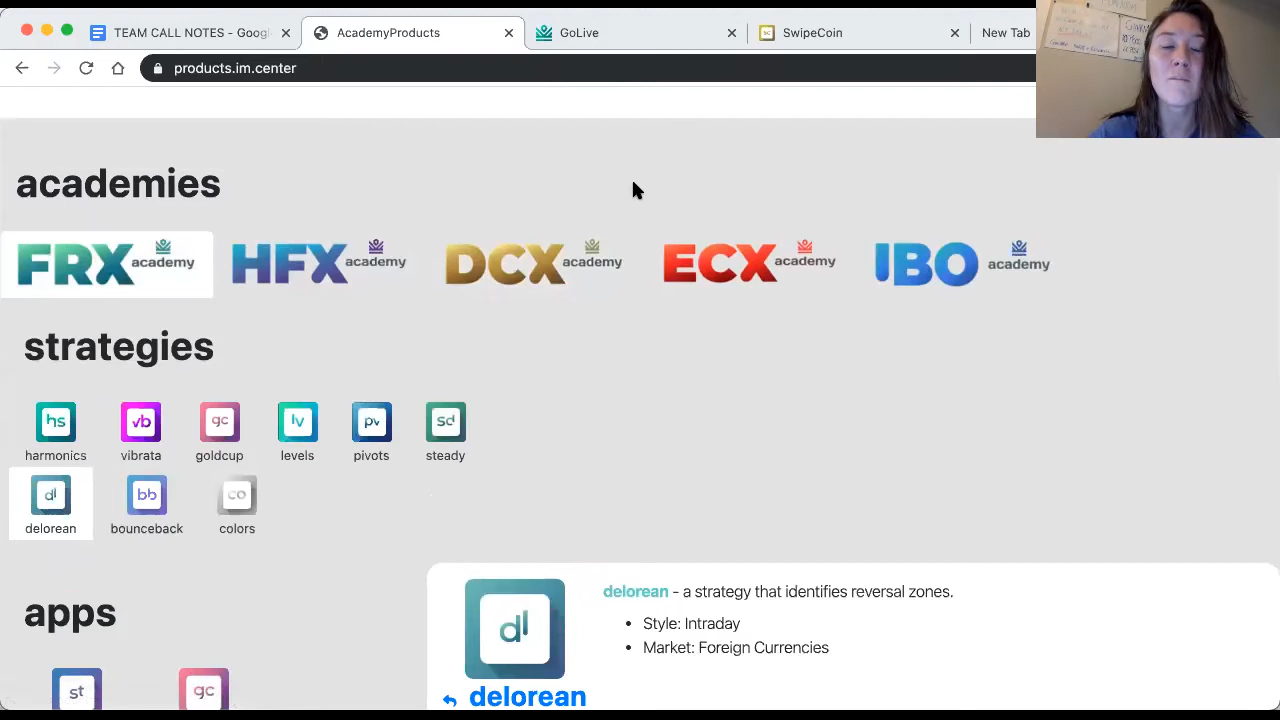 TEAM CALL NOTES - Goog
AcademyProducts
GoLive
SwipeCoin
New Tab
products.im.center
academies
FRX academy
HFX academy
DCX academy
ECX academy
IBO academy
strategies
hs
vb
gc
lv
pv
sd
harmonics
vibrata
goldcup
levels
pivots
steady
dl
bb
co
delorean
bounceback
colors
apps
st
gc
dl
delorean
delorean - a strategy that identifies reversal zones.
• Style: Intraday
• Market: Foreign Currencies